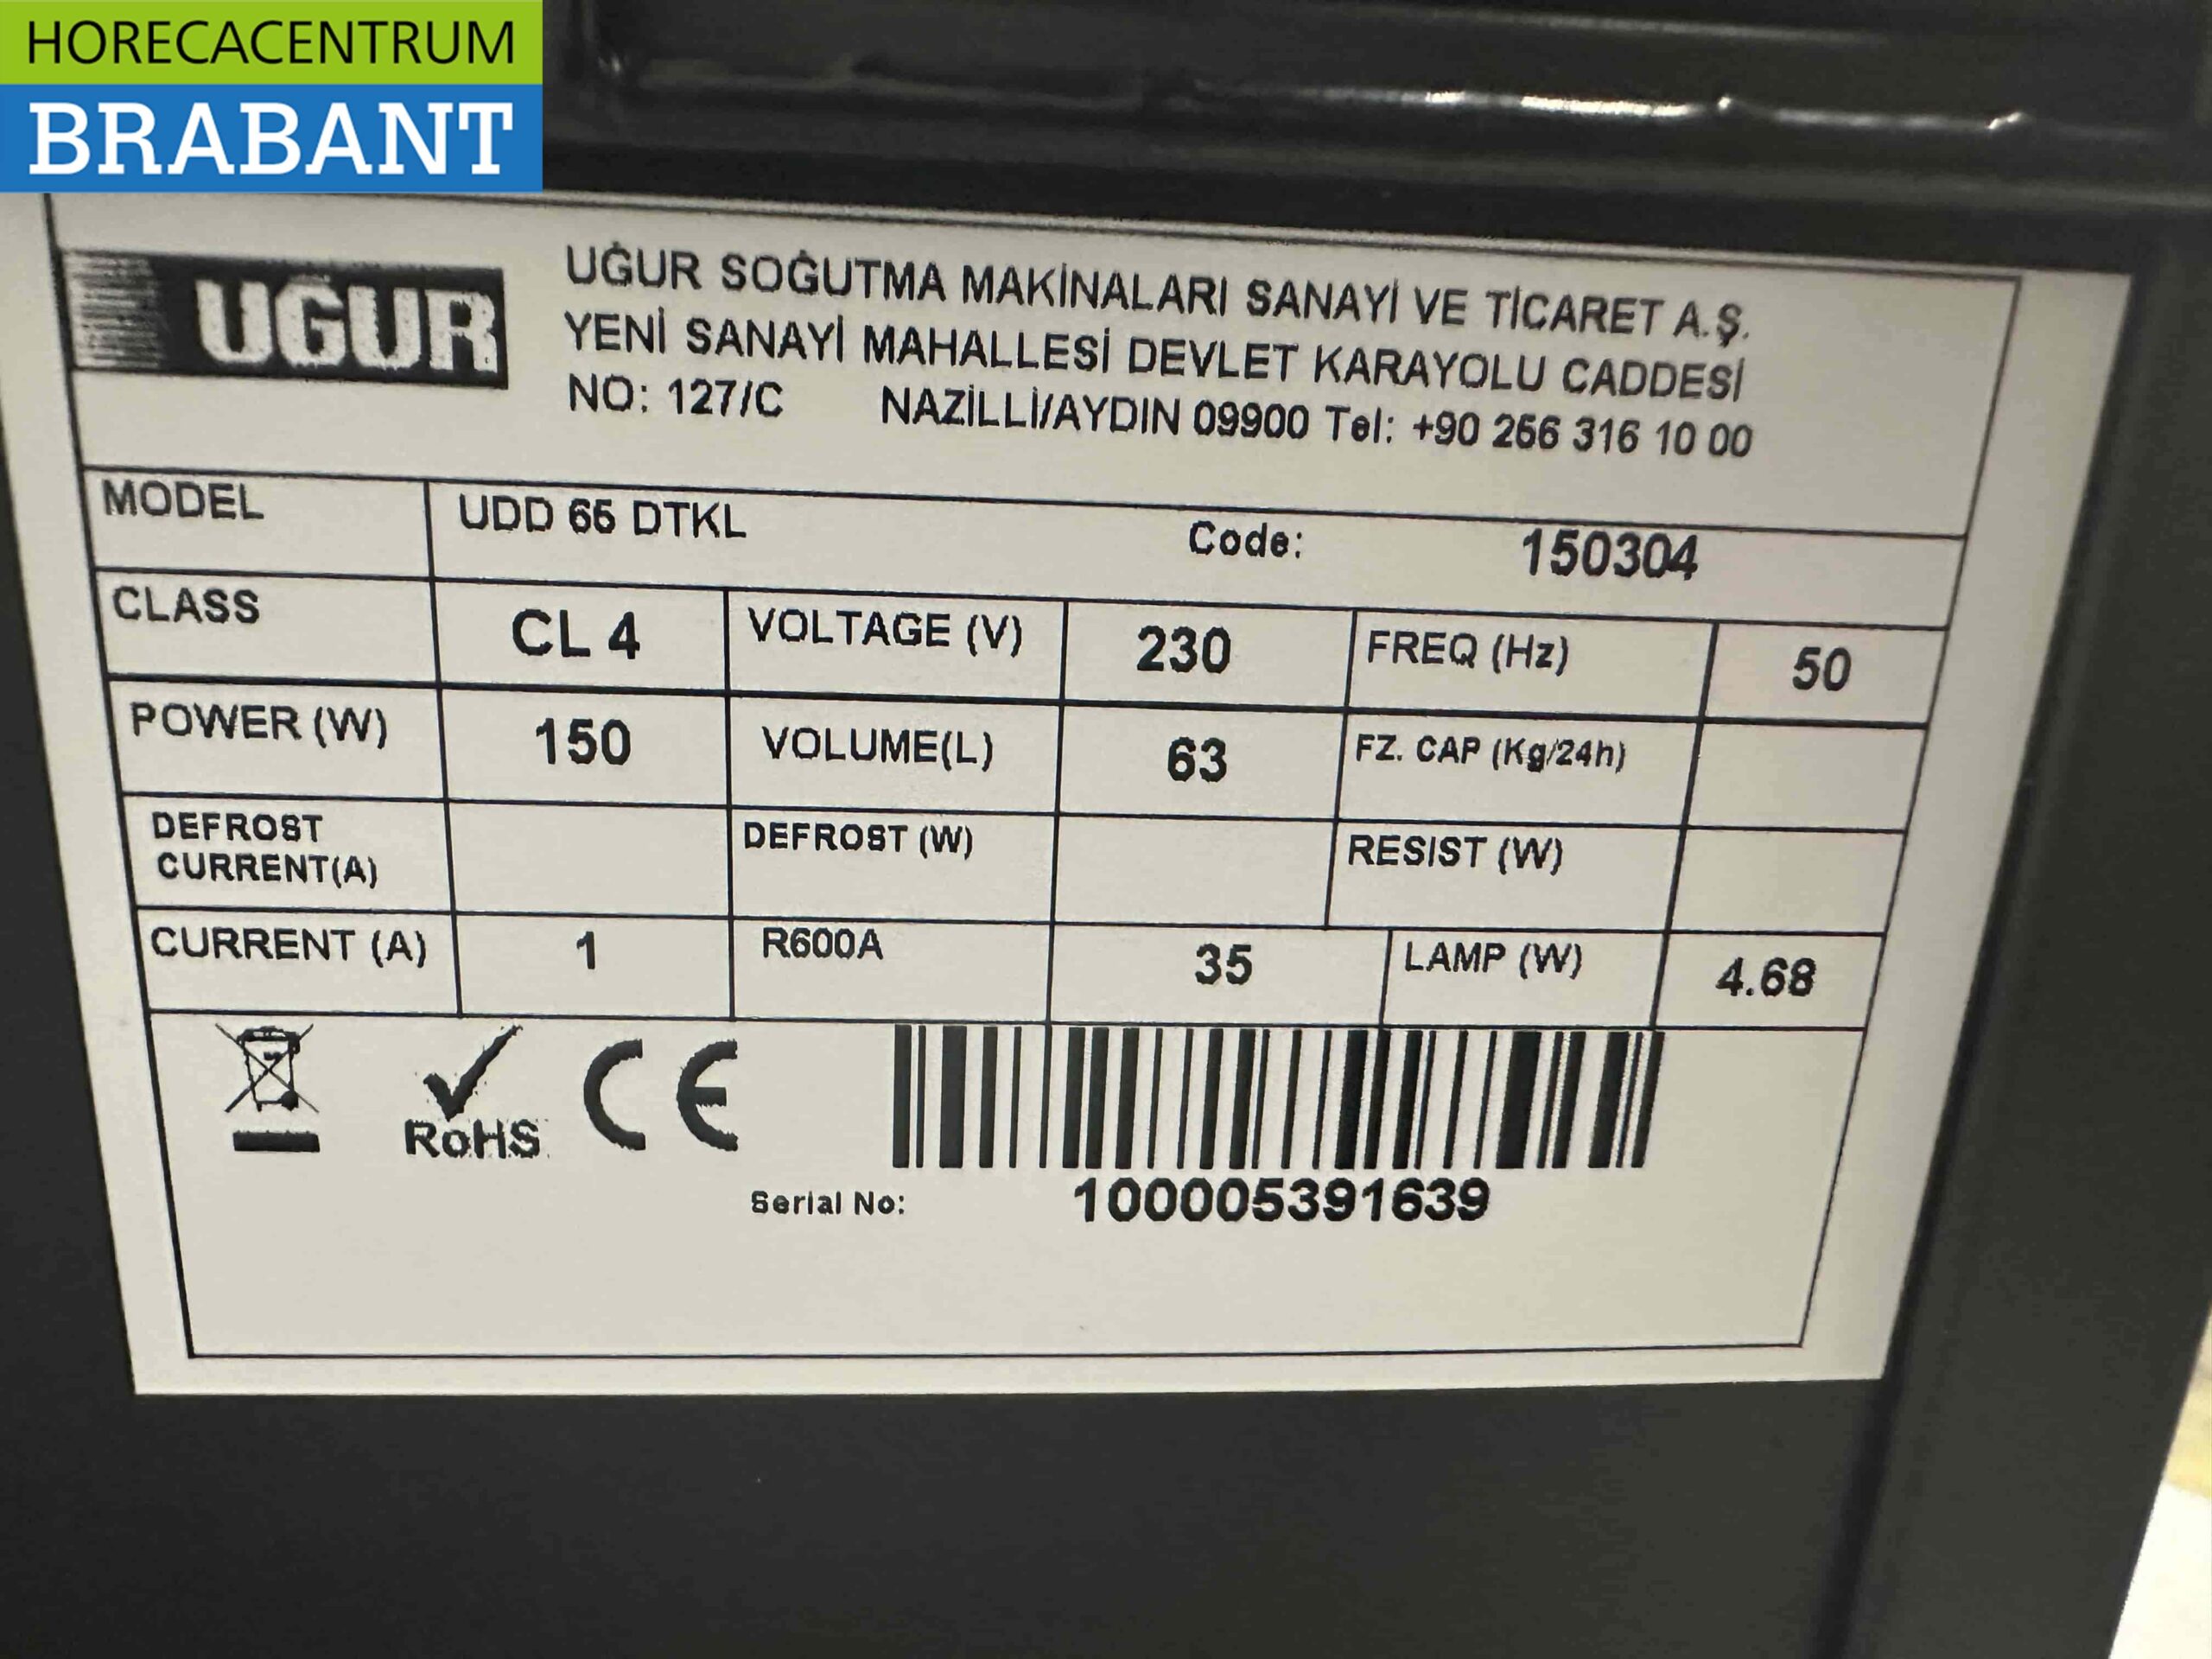 HORECACENTRUM
BRABANT
UĞUR
UĞUR SOĞUTMA MAKİNALARI SANAYİ VE TİCARET A.Ş.
YENİ SANAYİ MAHALLESİ DEVLET KARAYOLU CADDESİ
NO: 127/C NAZİLLİ/AYDIN 09900 Tel: +90 256 316 10 00
MODEL UDD 65 DTKL Code: 150304
CLASS CL 4 VOLTAGE (V) 230 FREQ (Hz) 50
POWER (W) 150 VOLUME(L) 63 FZ. CAP (Kg/24h)
DEFROST
CURRENT(A) DEFROST (W) RESIST (W)
CURRENT (A) 1 R600A 35 LAMP (W) 4.68
RoHS CE
Serial No: 100005391639